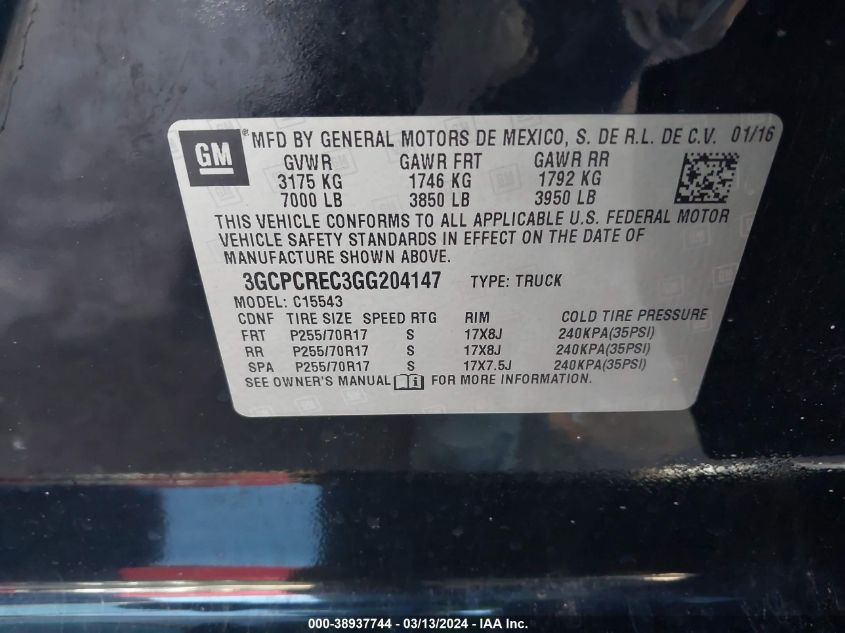 GM ® MFD BY GENERAL MOTORS DE MEXICO, S. DE R.L. DE C.V. 01/16
GVWR GAWR FRT GAWR RR
3175 KG 1746 KG 1792 KG
7000 LB 3850 LB 3950 LB
THIS VEHICLE CONFORMS TO ALL APPLICABLE U.S. FEDERAL MOTOR
VEHICLE SAFETY STANDARDS IN EFFECT ON THE DATE OF
MANUFACTURE SHOWN ABOVE.
3GCPCREC3GG204147 TYPE: TRUCK
MODEL: C15543
CONF TIRE SIZE SPEED RTG RIM COLD TIRE PRESSURE
FRT P255/70R17 S 17X8J 240KPA(35PSI)
RR P255/70R17 S 17X8J 240KPA(35PSI)
SPA P255/70R17 S 17X7.5J 240KPA(35PSI)
SEE OWNER'S MANUAL FOR MORE INFORMATION.
000-38937744 - 03/13/2024 - IAA Inc.